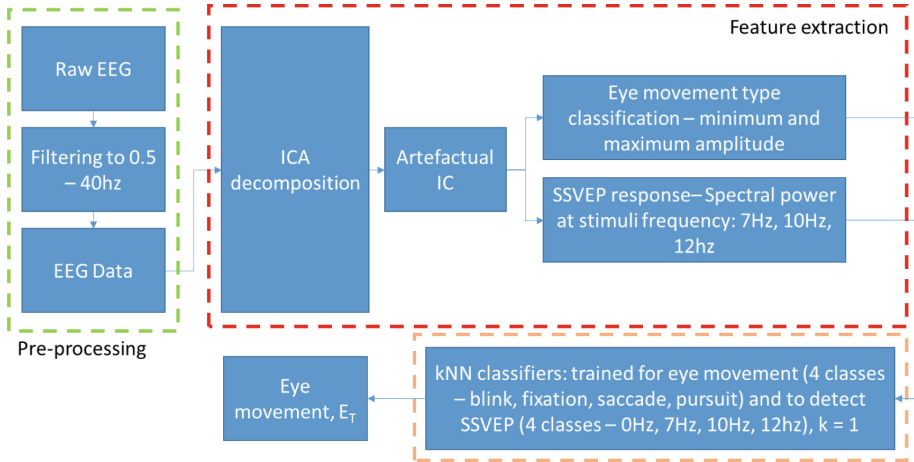 Raw EEG
Filtering to 0.5
– 40hz
EEG Data
Pre-processing
Feature extraction
ICA
decomposition
Artefactual
IC
Eye movement type
classification – minimum and
maximum amplitude
SSVEP response– Spectral power
at stimuli frequency: 7Hz, 10Hz,
12hz
kNN classifiers: trained for eye movement (4 classes
– blink, fixation, saccade, pursuit) and to detect
SSVEP (4 classes – 0Hz, 7Hz, 10Hz, 12hz), k = 1
Eye
movement, E_T